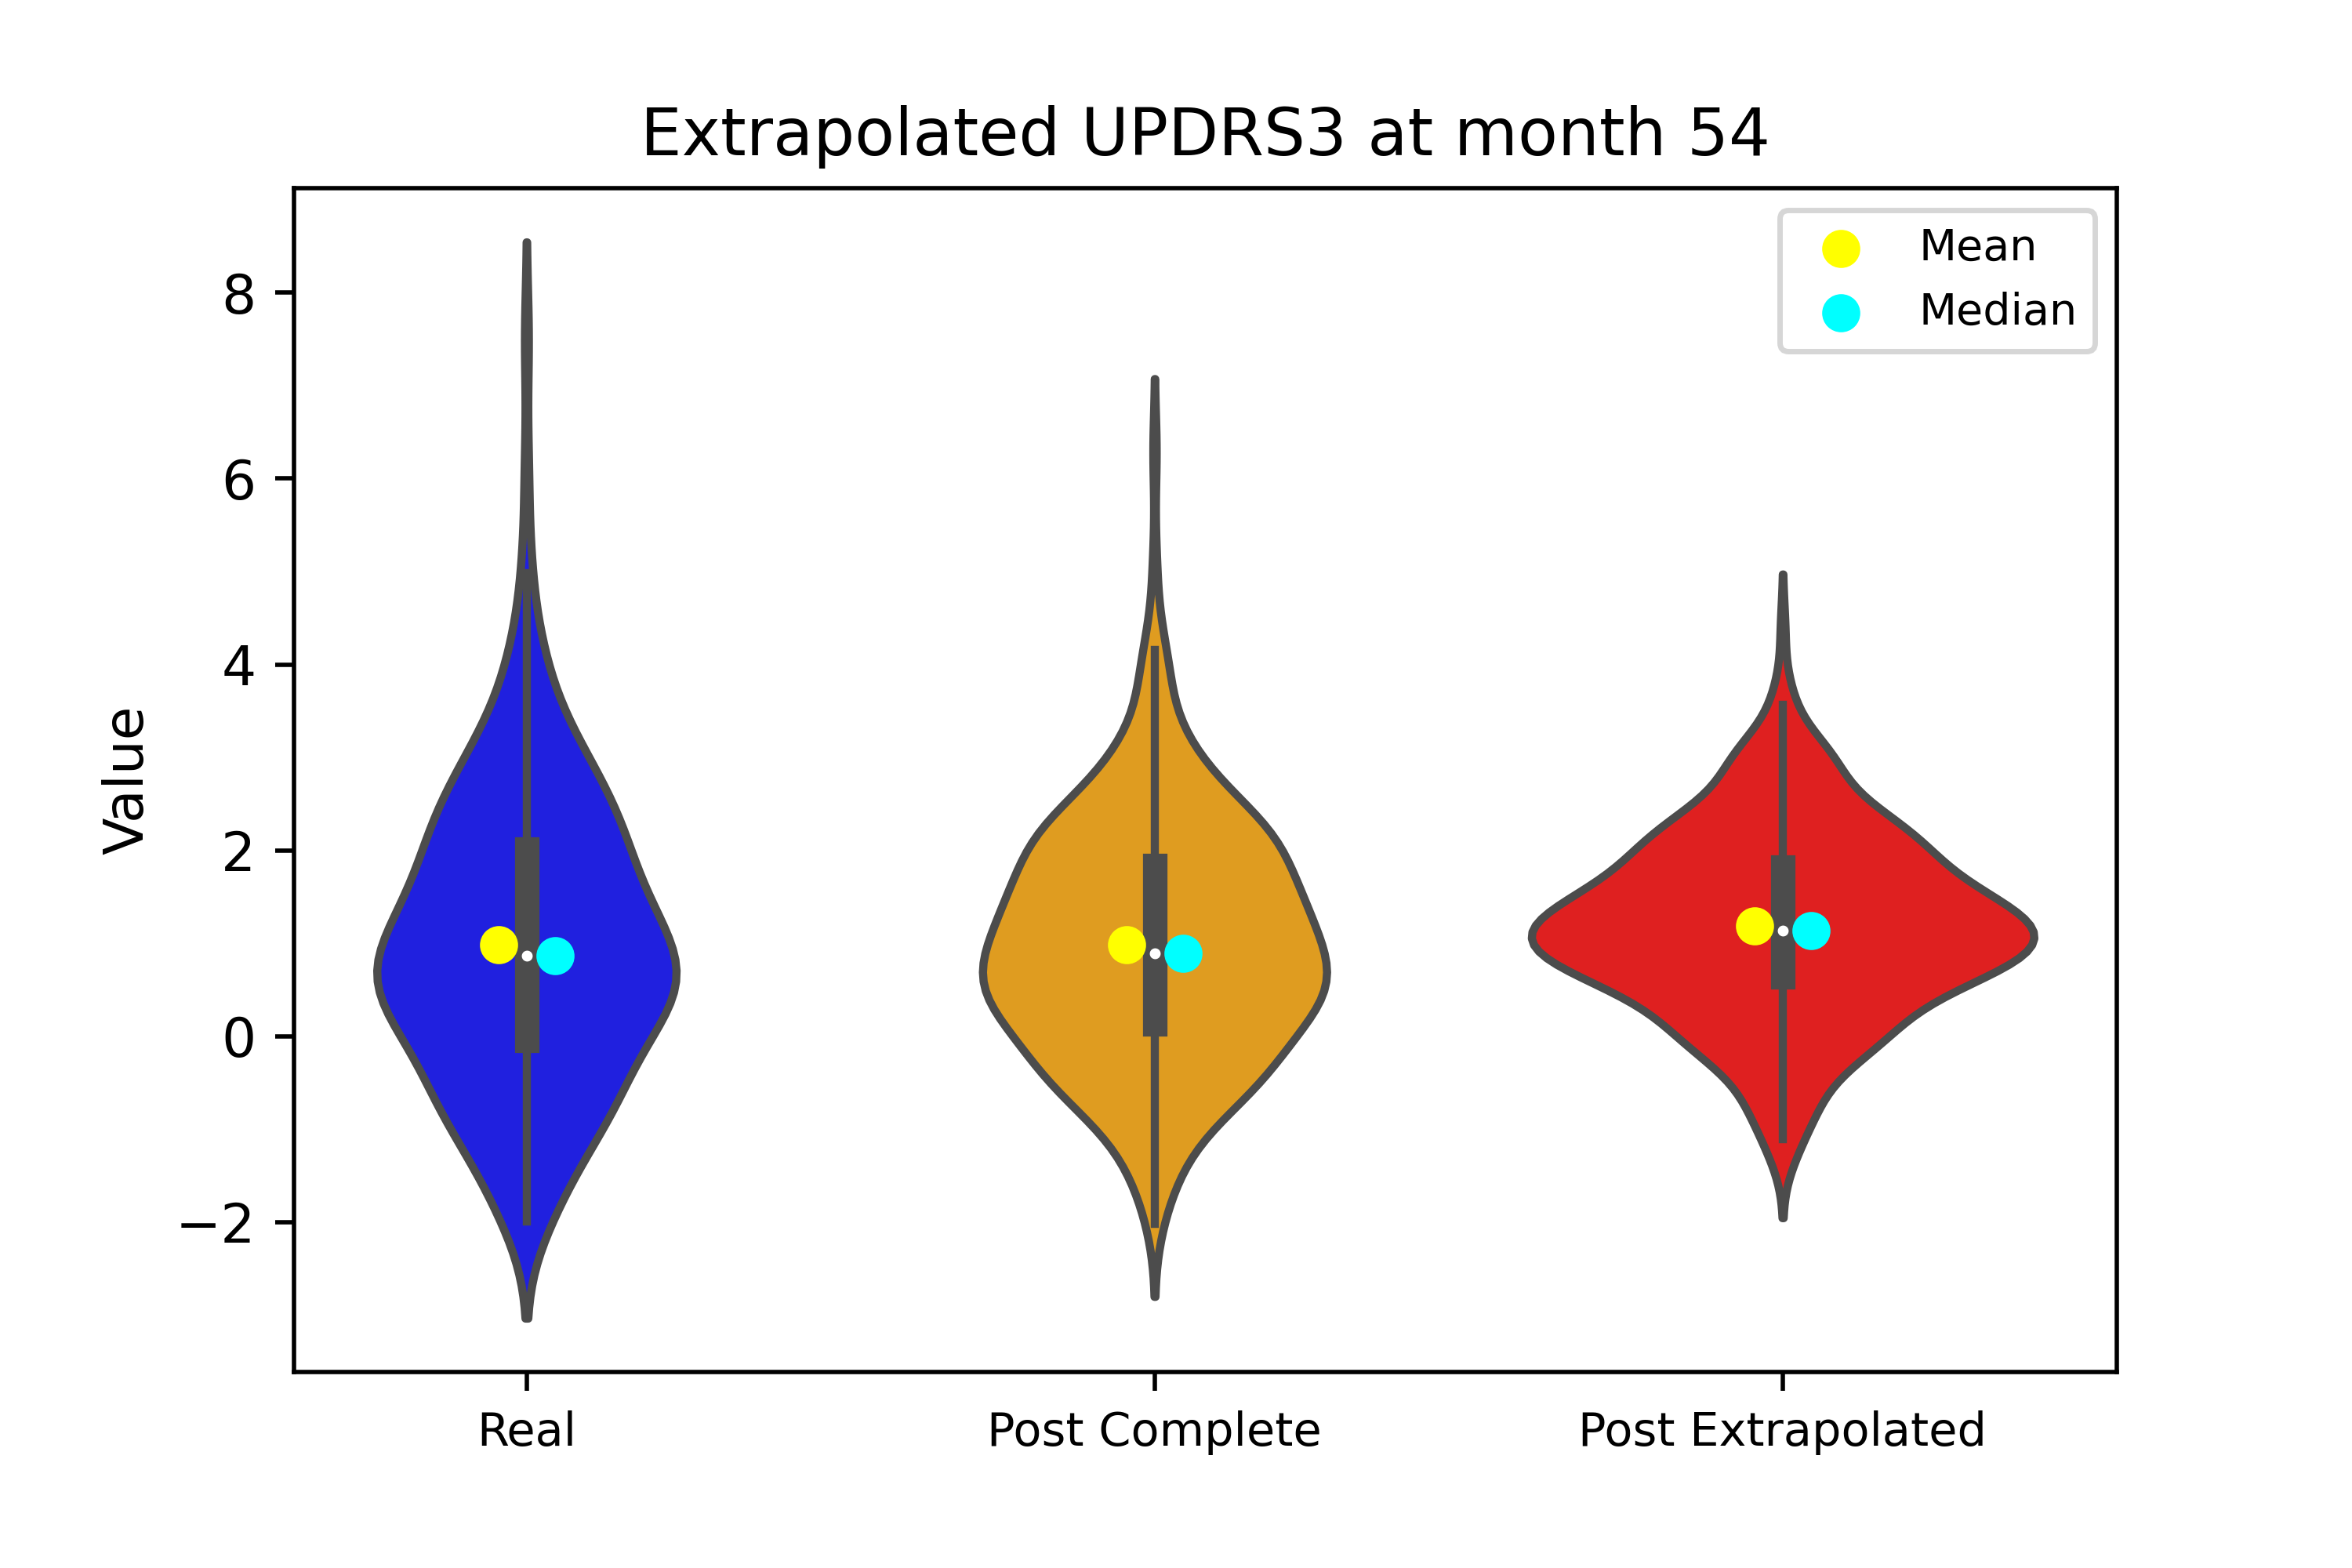 Extrapolated UPDRS3 at month 54
Mean
Median
8
6
4
2
0
−2
Value
Real
Post Complete
Post Extrapolated